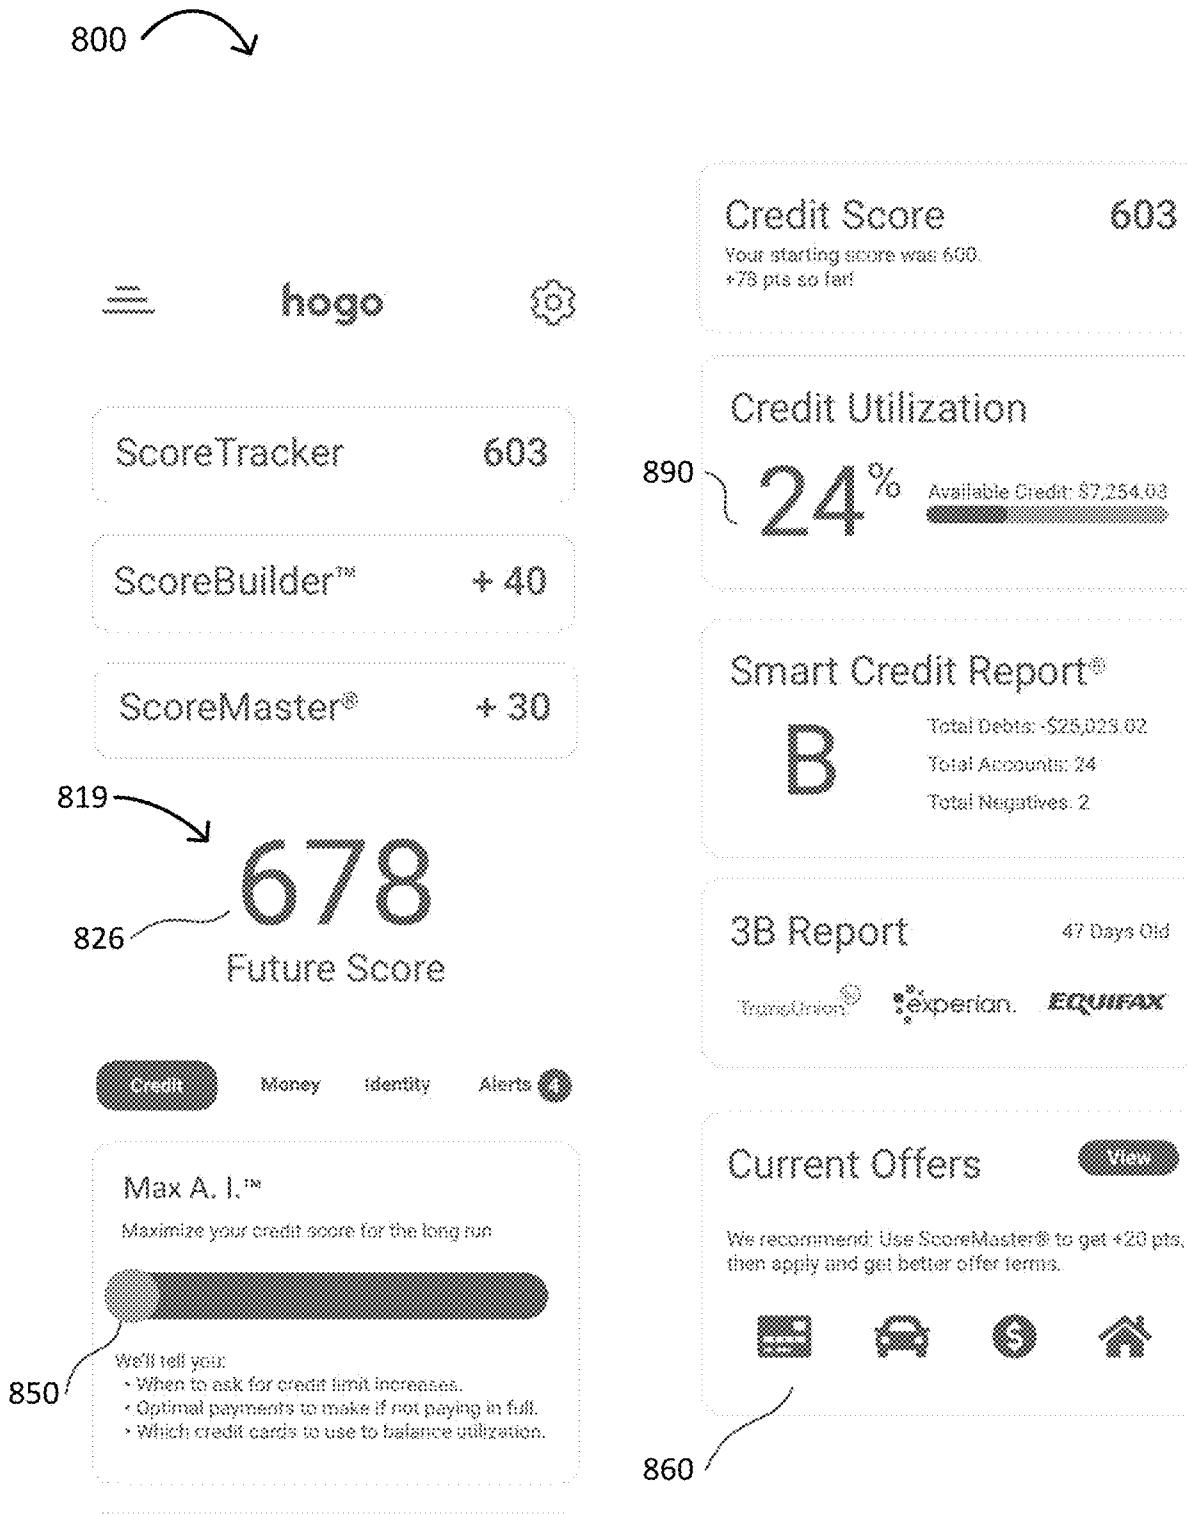 800
hogo
ScoreTracker 603
ScoreBuilder™ + 40
ScoreMaster® + 30
819
678
826
Future Score
Credit Money Identity Alerts 4
Max A. I.™
Maximize your credit score for the long run
850
We'll tell you:
• When to ask for credit limit increases.
• Optimal payments to make if not paying in full.
• Which credit cards to use to balance utilization.
Credit Score 603
Your starting score was 600.
+78 pts so far!
Credit Utilization
890
24% Available Credit: $7,254.03
Smart Credit Report®
B
Total Debts: -$25,023.02
Total Accounts: 24
Total Negatives: 2
3B Report 47 Days Old
TransUnion experian. EQUIFAX
Current Offers View
We recommend: Use ScoreMaster® to get +20 pts,
then apply and get better offer terms.
860